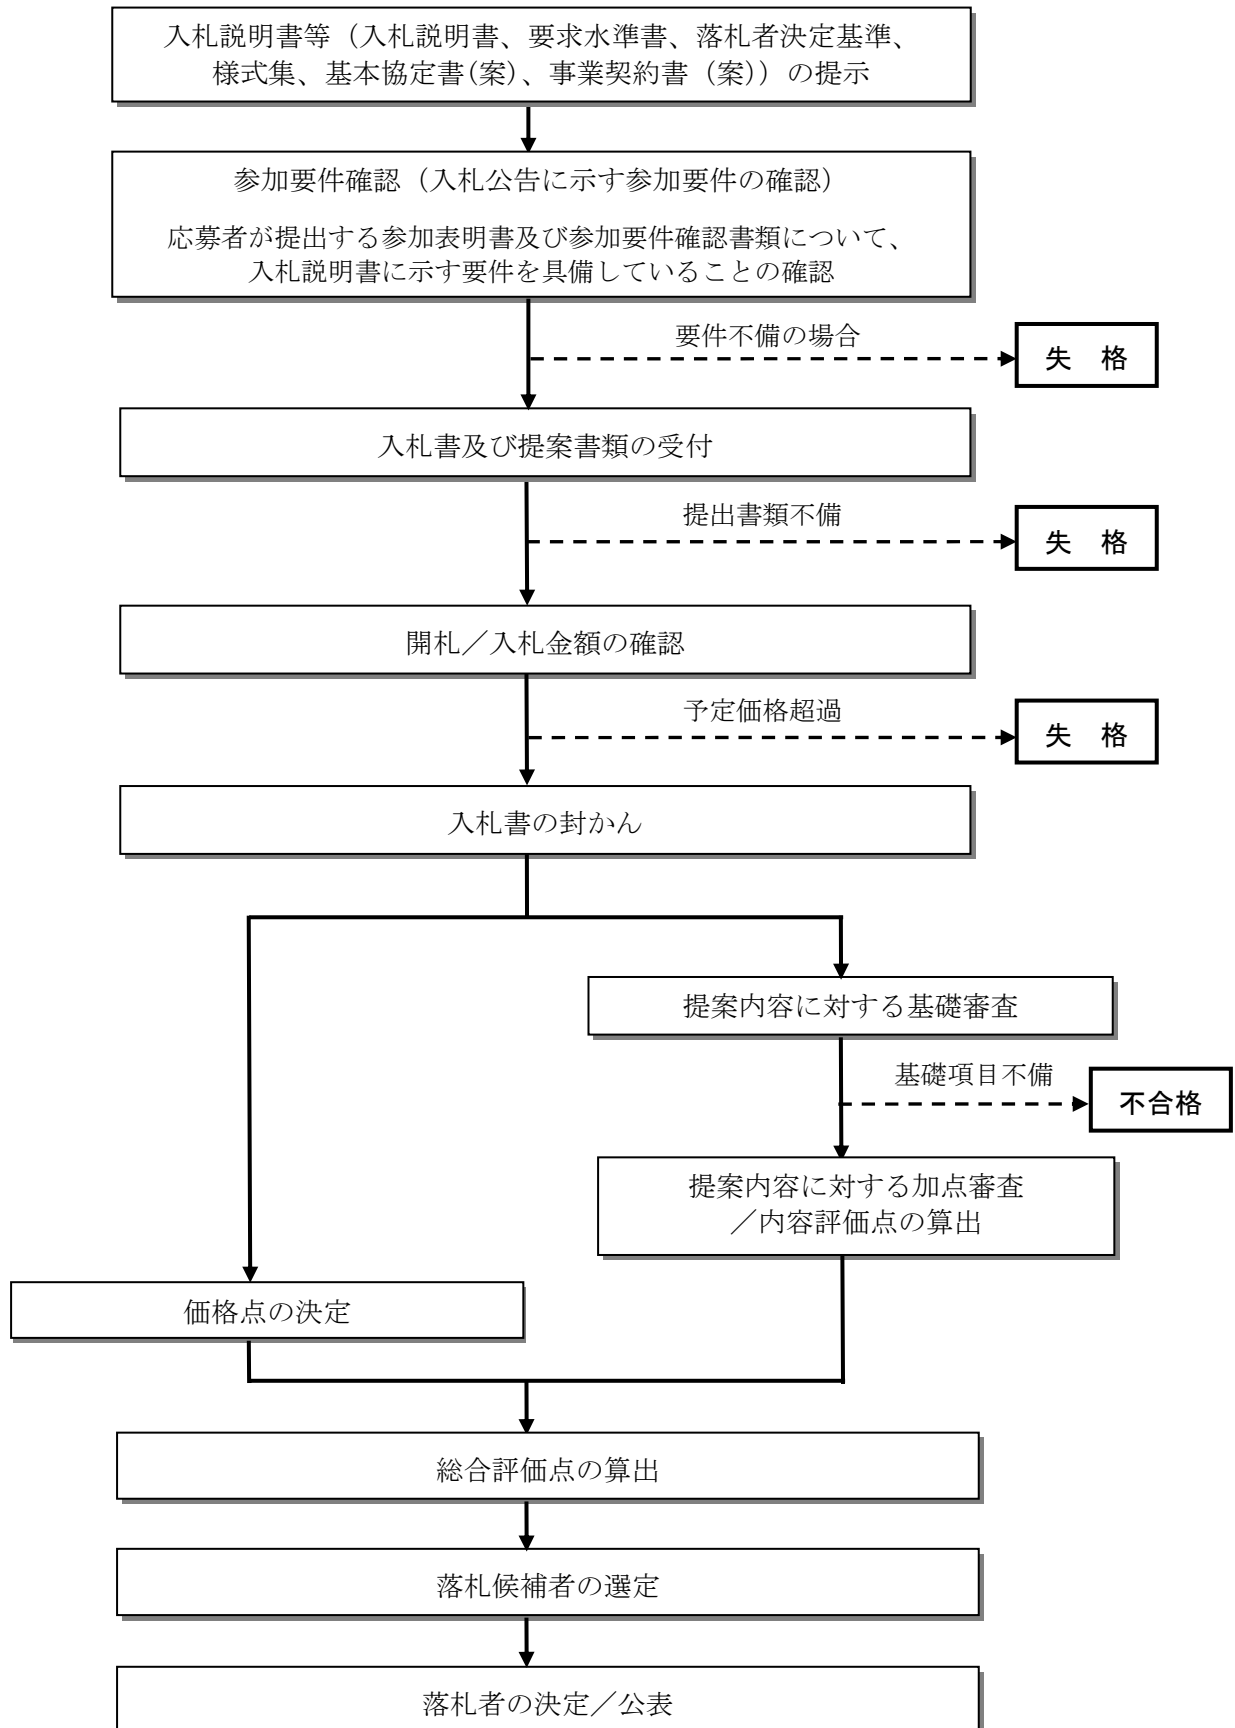 入札説明書等（入札説明書、要求水準書、落札者決定基準、
様式集、基本協定書(案)、事業契約書（案））の提示
参加要件確認（入札公告に示す参加要件の確認）
応募者が提出する参加表明書及び参加要件確認書類について、
入札説明書に示す要件を具備していることの確認
要件不備の場合
失　格
入札書及び提案書類の受付
提出書類不備
失　格
開札／入札金額の確認
予定価格超過
失　格
入札書の封かん
提案内容に対する基礎審査
基礎項目不備
不合格
提案内容に対する加点審査
／内容評価点の算出
価格点の決定
総合評価点の算出
落札候補者の選定
落札者の決定／公表